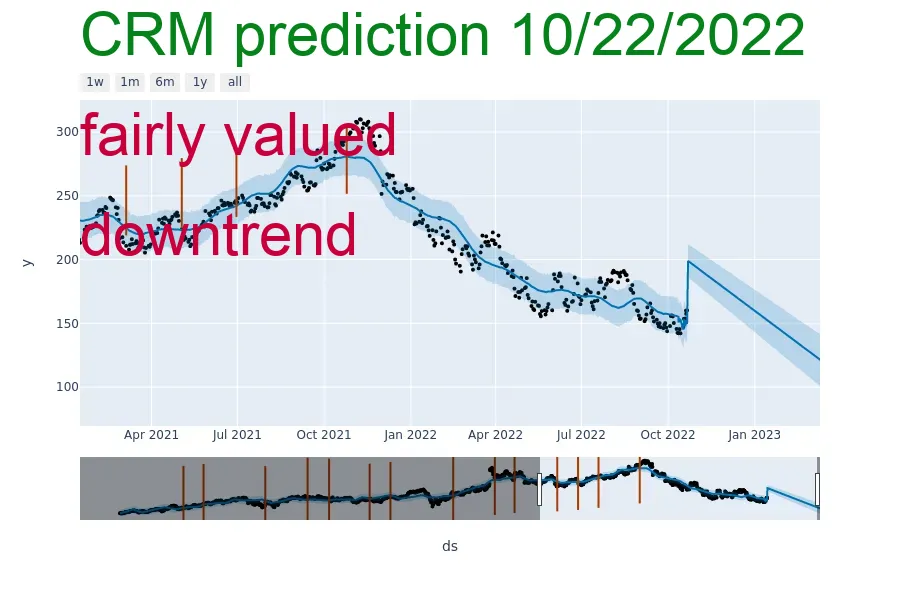 CRM prediction 10/22/2022
1w 1m 6m 1y all
fairly valued
downtrend
y
300
250
200
150
100
Apr 2021 Jul 2021 Oct 2021 Jan 2022 Apr 2022 Jul 2022 Oct 2022 Jan 2023
ds